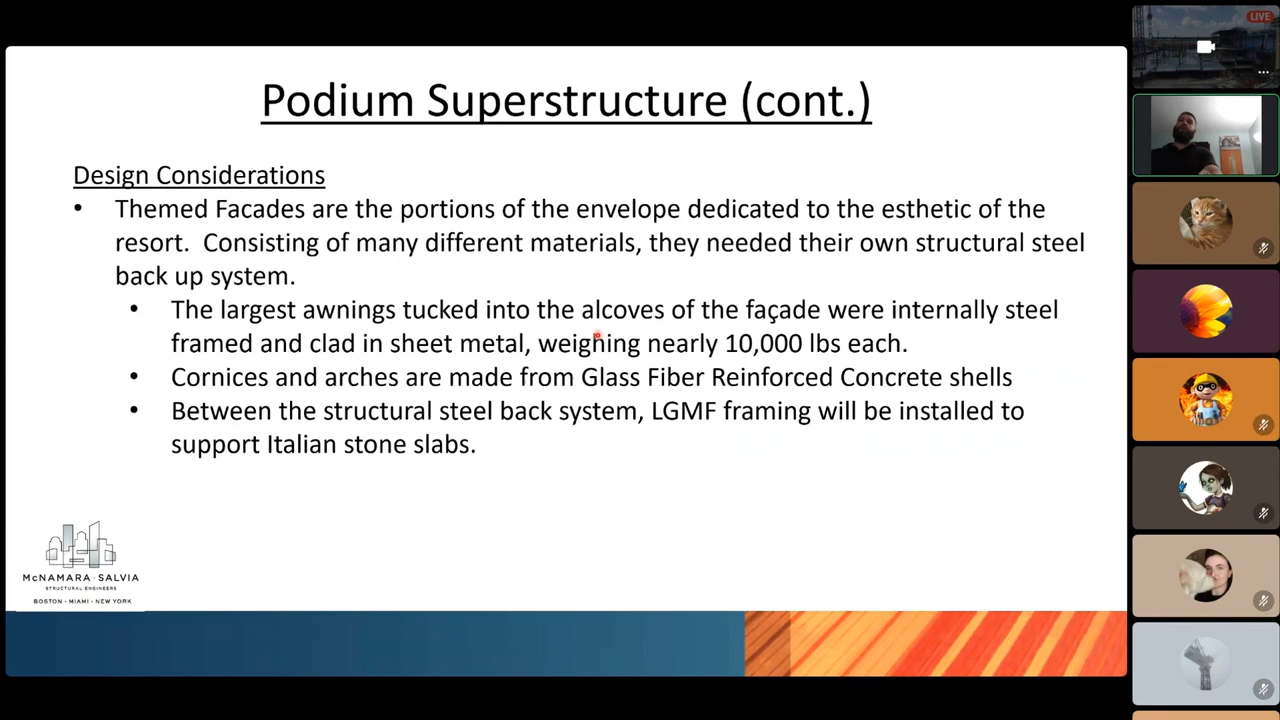 LIVE
Podium Superstructure (cont.)
Design Considerations
• Themed Facades are the portions of the envelope dedicated to the esthetic of the
resort. Consisting of many different materials, they needed their own structural steel
back up system.
• The largest awnings tucked into the alcoves of the façade were internally steel
framed and clad in sheet metal, weighing nearly 10,000 lbs each.
• Cornices and arches are made from Glass Fiber Reinforced Concrete shells
• Between the structural steel back system, LGMF framing will be installed to
support Italian stone slabs.
McNAMARA · SALVIA
STRUCTURAL ENGINEERS
BOSTON - MIAMI - NEW YORK